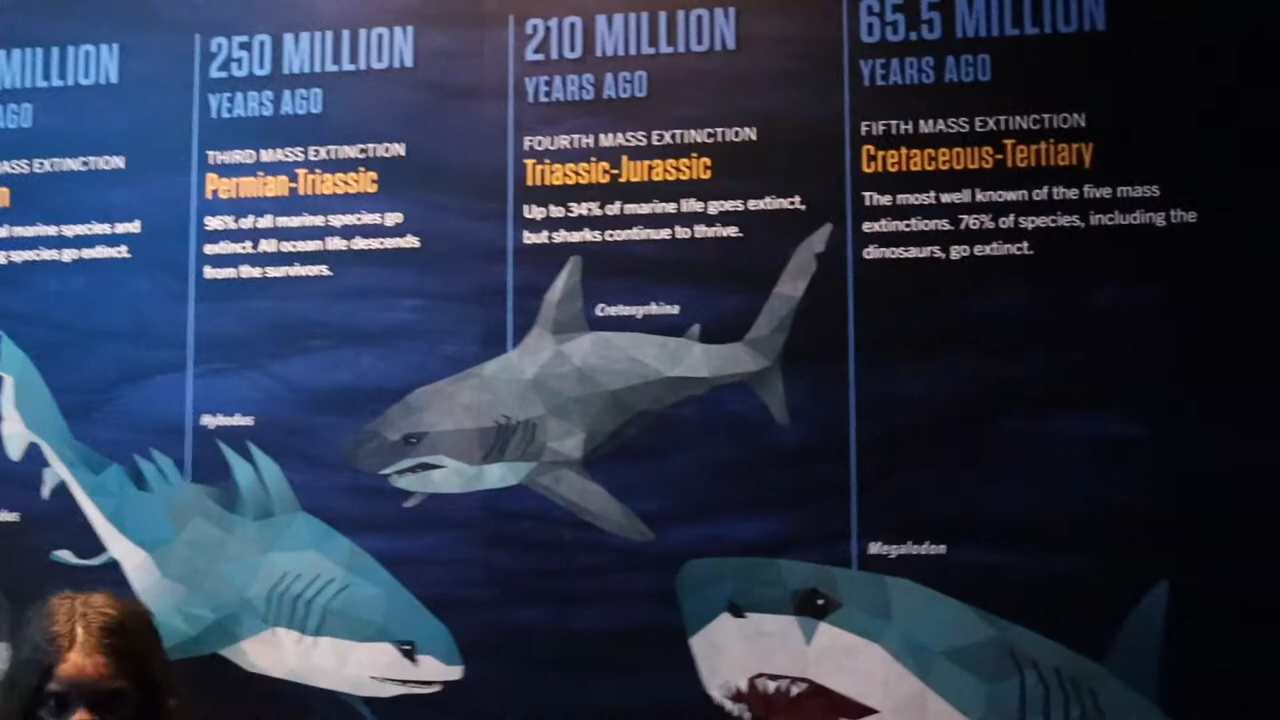 MILLION
AGO
ASS EXTINCTION
n
al marine species and
g species go extinct.
250 MILLION
YEARS AGO
THIRD MASS EXTINCTION
Permian-Triassic
96% of all marine species go
extinct. All ocean life descends
from the survivors.
Hybodus
210 MILLION
YEARS AGO
FOURTH MASS EXTINCTION
Triassic-Jurassic
Up to 34% of marine life goes extinct,
but sharks continue to thrive.
Cretoxyrhina
65.5 MILLION
YEARS AGO
FIFTH MASS EXTINCTION
Cretaceous-Tertiary
The most well known of the five mass
extinctions. 76% of species, including the
dinosaurs, go extinct.
Megalodon